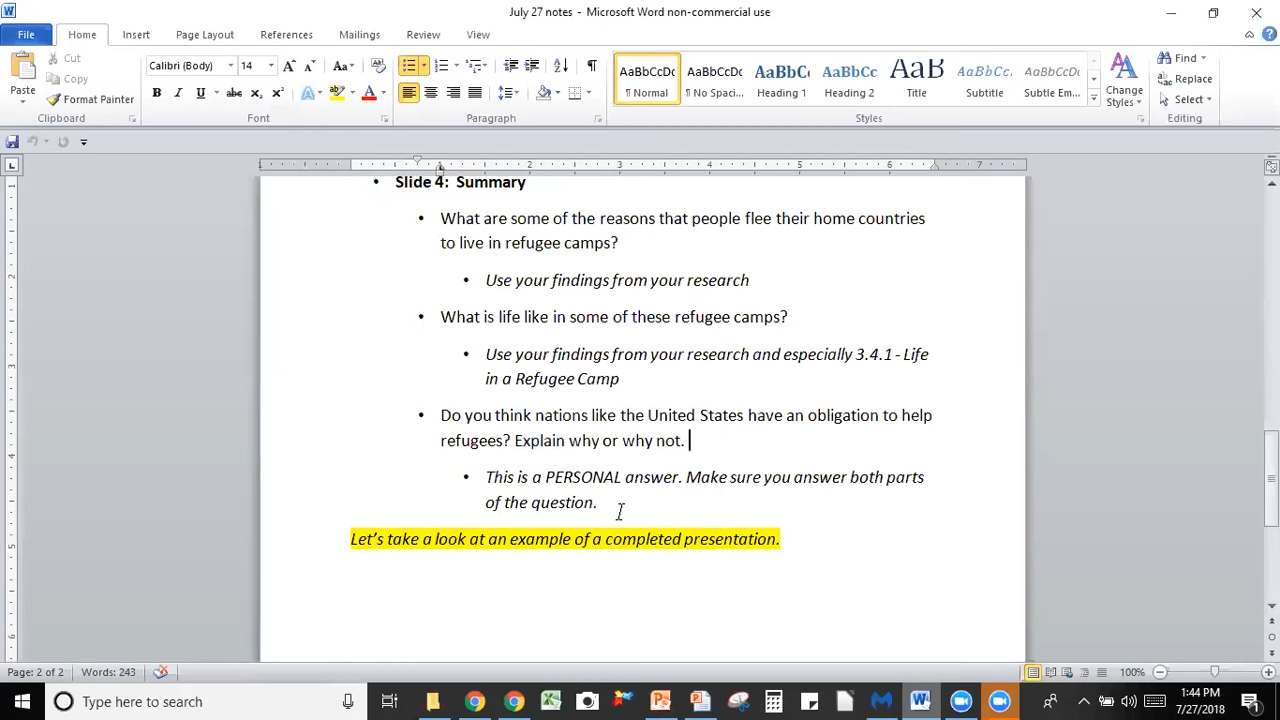 July 27 notes - Microsoft Word non-commercial use
File Home Insert Page Layout References Mailings Review View
Paste
Cut
Copy
Format Painter
Clipboard
Calibri (Body) 14
Font
Paragraph
AaBbCcDc
¶ Normal
AaBbCcDc
¶ No Spaci...
AaBbC
Heading 1
AaBbCc
Heading 2
AaB
Title
AaBbCcI
Subtitle
AaBbCcDc
Subtle Em...
Change
Styles
Styles
Find
Replace
Select
Editing
• Slide 4: Summary
• What are some of the reasons that people flee their home countries
to live in refugee camps?
• Use your findings from your research
• What is life like in some of these refugee camps?
• Use your findings from your research and especially 3.4.1 - Life
in a Refugee Camp
• Do you think nations like the United States have an obligation to help
refugees? Explain why or why not.
• This is a PERSONAL answer. Make sure you answer both parts
of the question.
Let's take a look at an example of a completed presentation.
Page: 2 of 2 Words: 243
100%
Type here to search
1:44 PM
7/27/2018